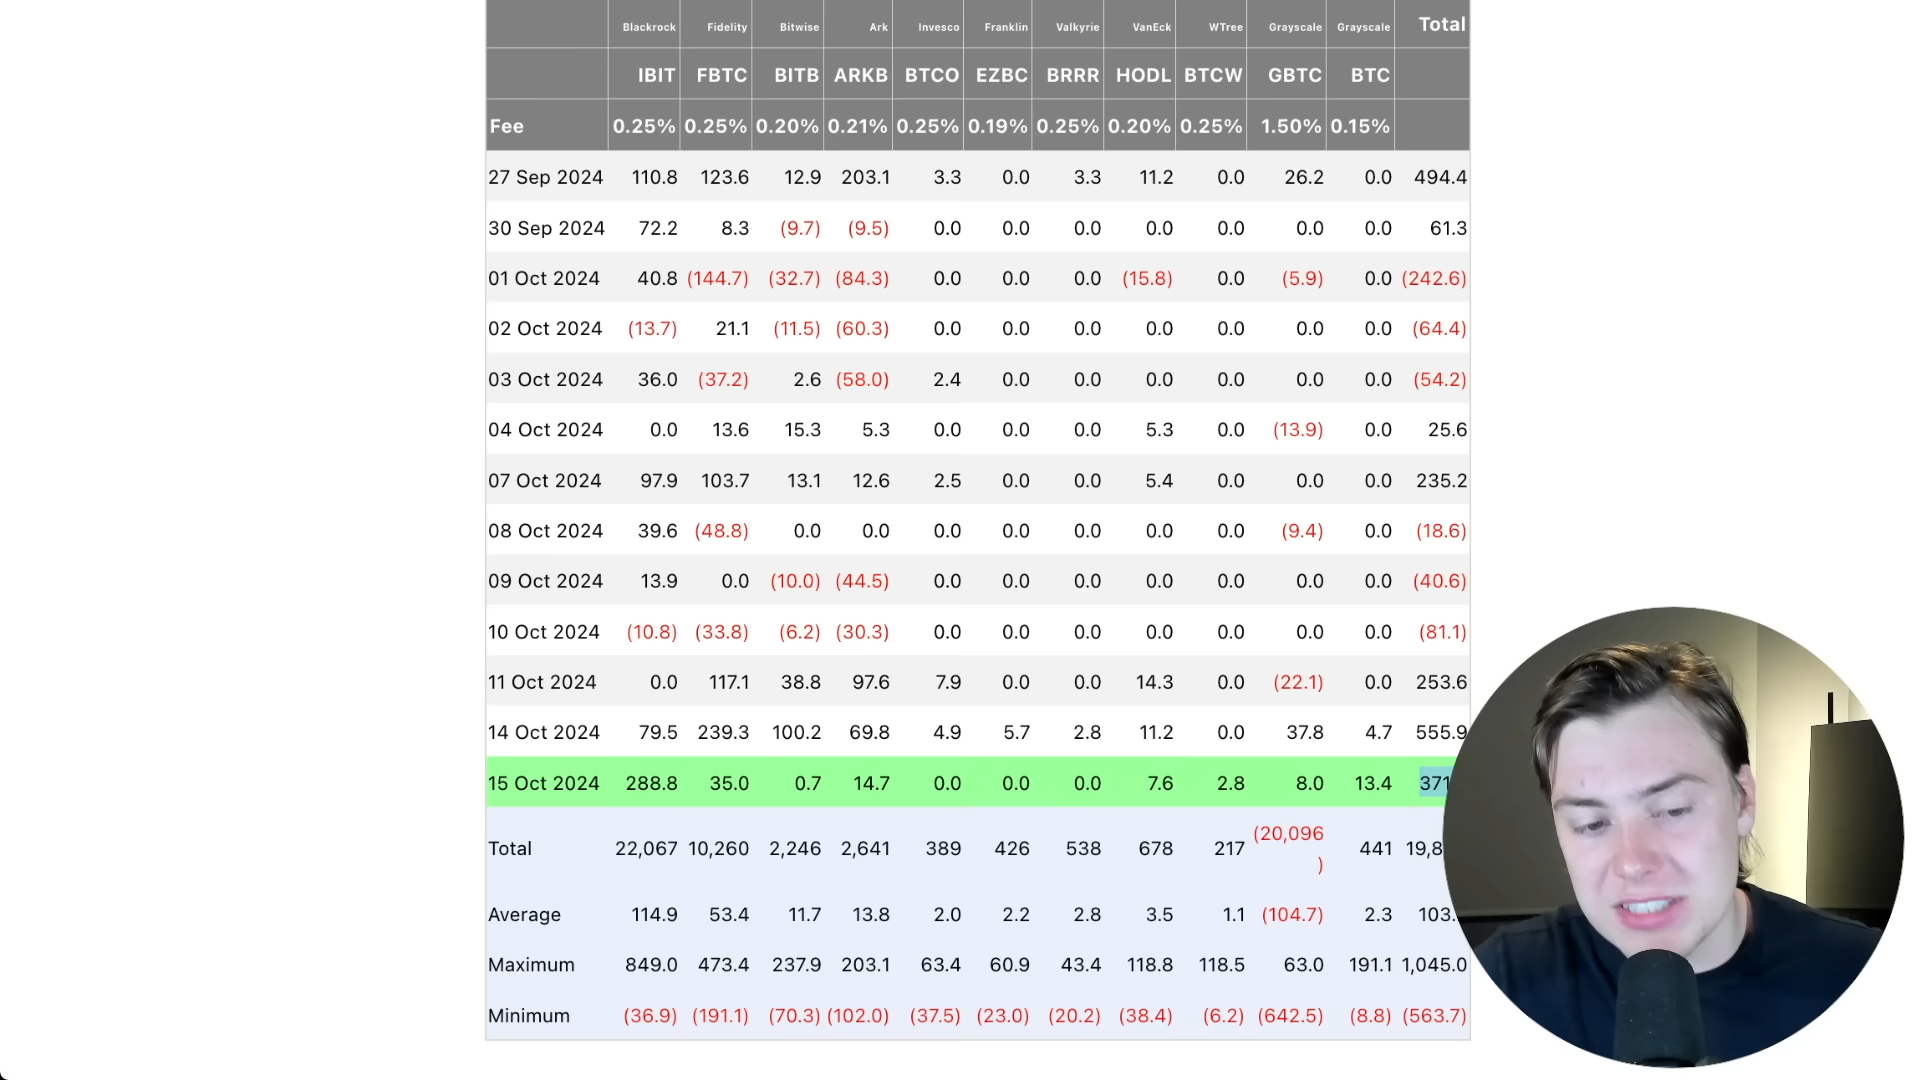 Blackrock Fidelity Bitwise Ark Invesco Franklin Valkyrie VanEck WTree Grayscale Grayscale Total
IBIT FBTC BITB ARKB BTCO EZBC BRRR HODL BTCW GBTC BTC
Fee 0.25% 0.25% 0.20% 0.21% 0.25% 0.19% 0.25% 0.20% 0.25% 1.50% 0.15%
27 Sep 2024 110.8 123.6 12.9 203.1 3.3 0.0 3.3 11.2 0.0 26.2 0.0 494.4
30 Sep 2024 72.2 8.3 (9.7) (9.5) 0.0 0.0 0.0 0.0 0.0 0.0 0.0 61.3
01 Oct 2024 40.8 (144.7) (32.7) (84.3) 0.0 0.0 0.0 (15.8) 0.0 (5.9) 0.0 (242.6)
02 Oct 2024 (13.7) 21.1 (11.5) (60.3) 0.0 0.0 0.0 0.0 0.0 0.0 0.0 (64.4)
03 Oct 2024 36.0 (37.2) 2.6 (58.0) 2.4 0.0 0.0 0.0 0.0 0.0 0.0 (54.2)
04 Oct 2024 0.0 13.6 15.3 5.3 0.0 0.0 0.0 5.3 0.0 (13.9) 0.0 25.6
07 Oct 2024 97.9 103.7 13.1 12.6 2.5 0.0 0.0 5.4 0.0 0.0 0.0 235.2
08 Oct 2024 39.6 (48.8) 0.0 0.0 0.0 0.0 0.0 0.0 0.0 (9.4) 0.0 (18.6)
09 Oct 2024 13.9 0.0 (10.0) (44.5) 0.0 0.0 0.0 0.0 0.0 0.0 0.0 (40.6)
10 Oct 2024 (10.8) (33.8) (6.2) (30.3) 0.0 0.0 0.0 0.0 0.0 0.0 0.0 (81.1)
11 Oct 2024 0.0 117.1 38.8 97.6 7.9 0.0 0.0 14.3 0.0 (22.1) 0.0 253.6
14 Oct 2024 79.5 239.3 100.2 69.8 4.9 5.7 2.8 11.2 0.0 37.8 4.7 555.9
15 Oct 2024 288.8 35.0 0.7 14.7 0.0 0.0 0.0 7.6 2.8 8.0 13.4 371
Total 22,067 10,260 2,246 2,641 389 426 538 678 217 (20,096) 441 19,8
Average 114.9 53.4 11.7 13.8 2.0 2.2 2.8 3.5 1.1 (104.7) 2.3 103.
Maximum 849.0 473.4 237.9 203.1 63.4 60.9 43.4 118.8 118.5 63.0 191.1 1,045.0
Minimum (36.9) (191.1) (70.3) (102.0) (37.5) (23.0) (20.2) (38.4) (6.2) (642.5) (8.8) (563.7)